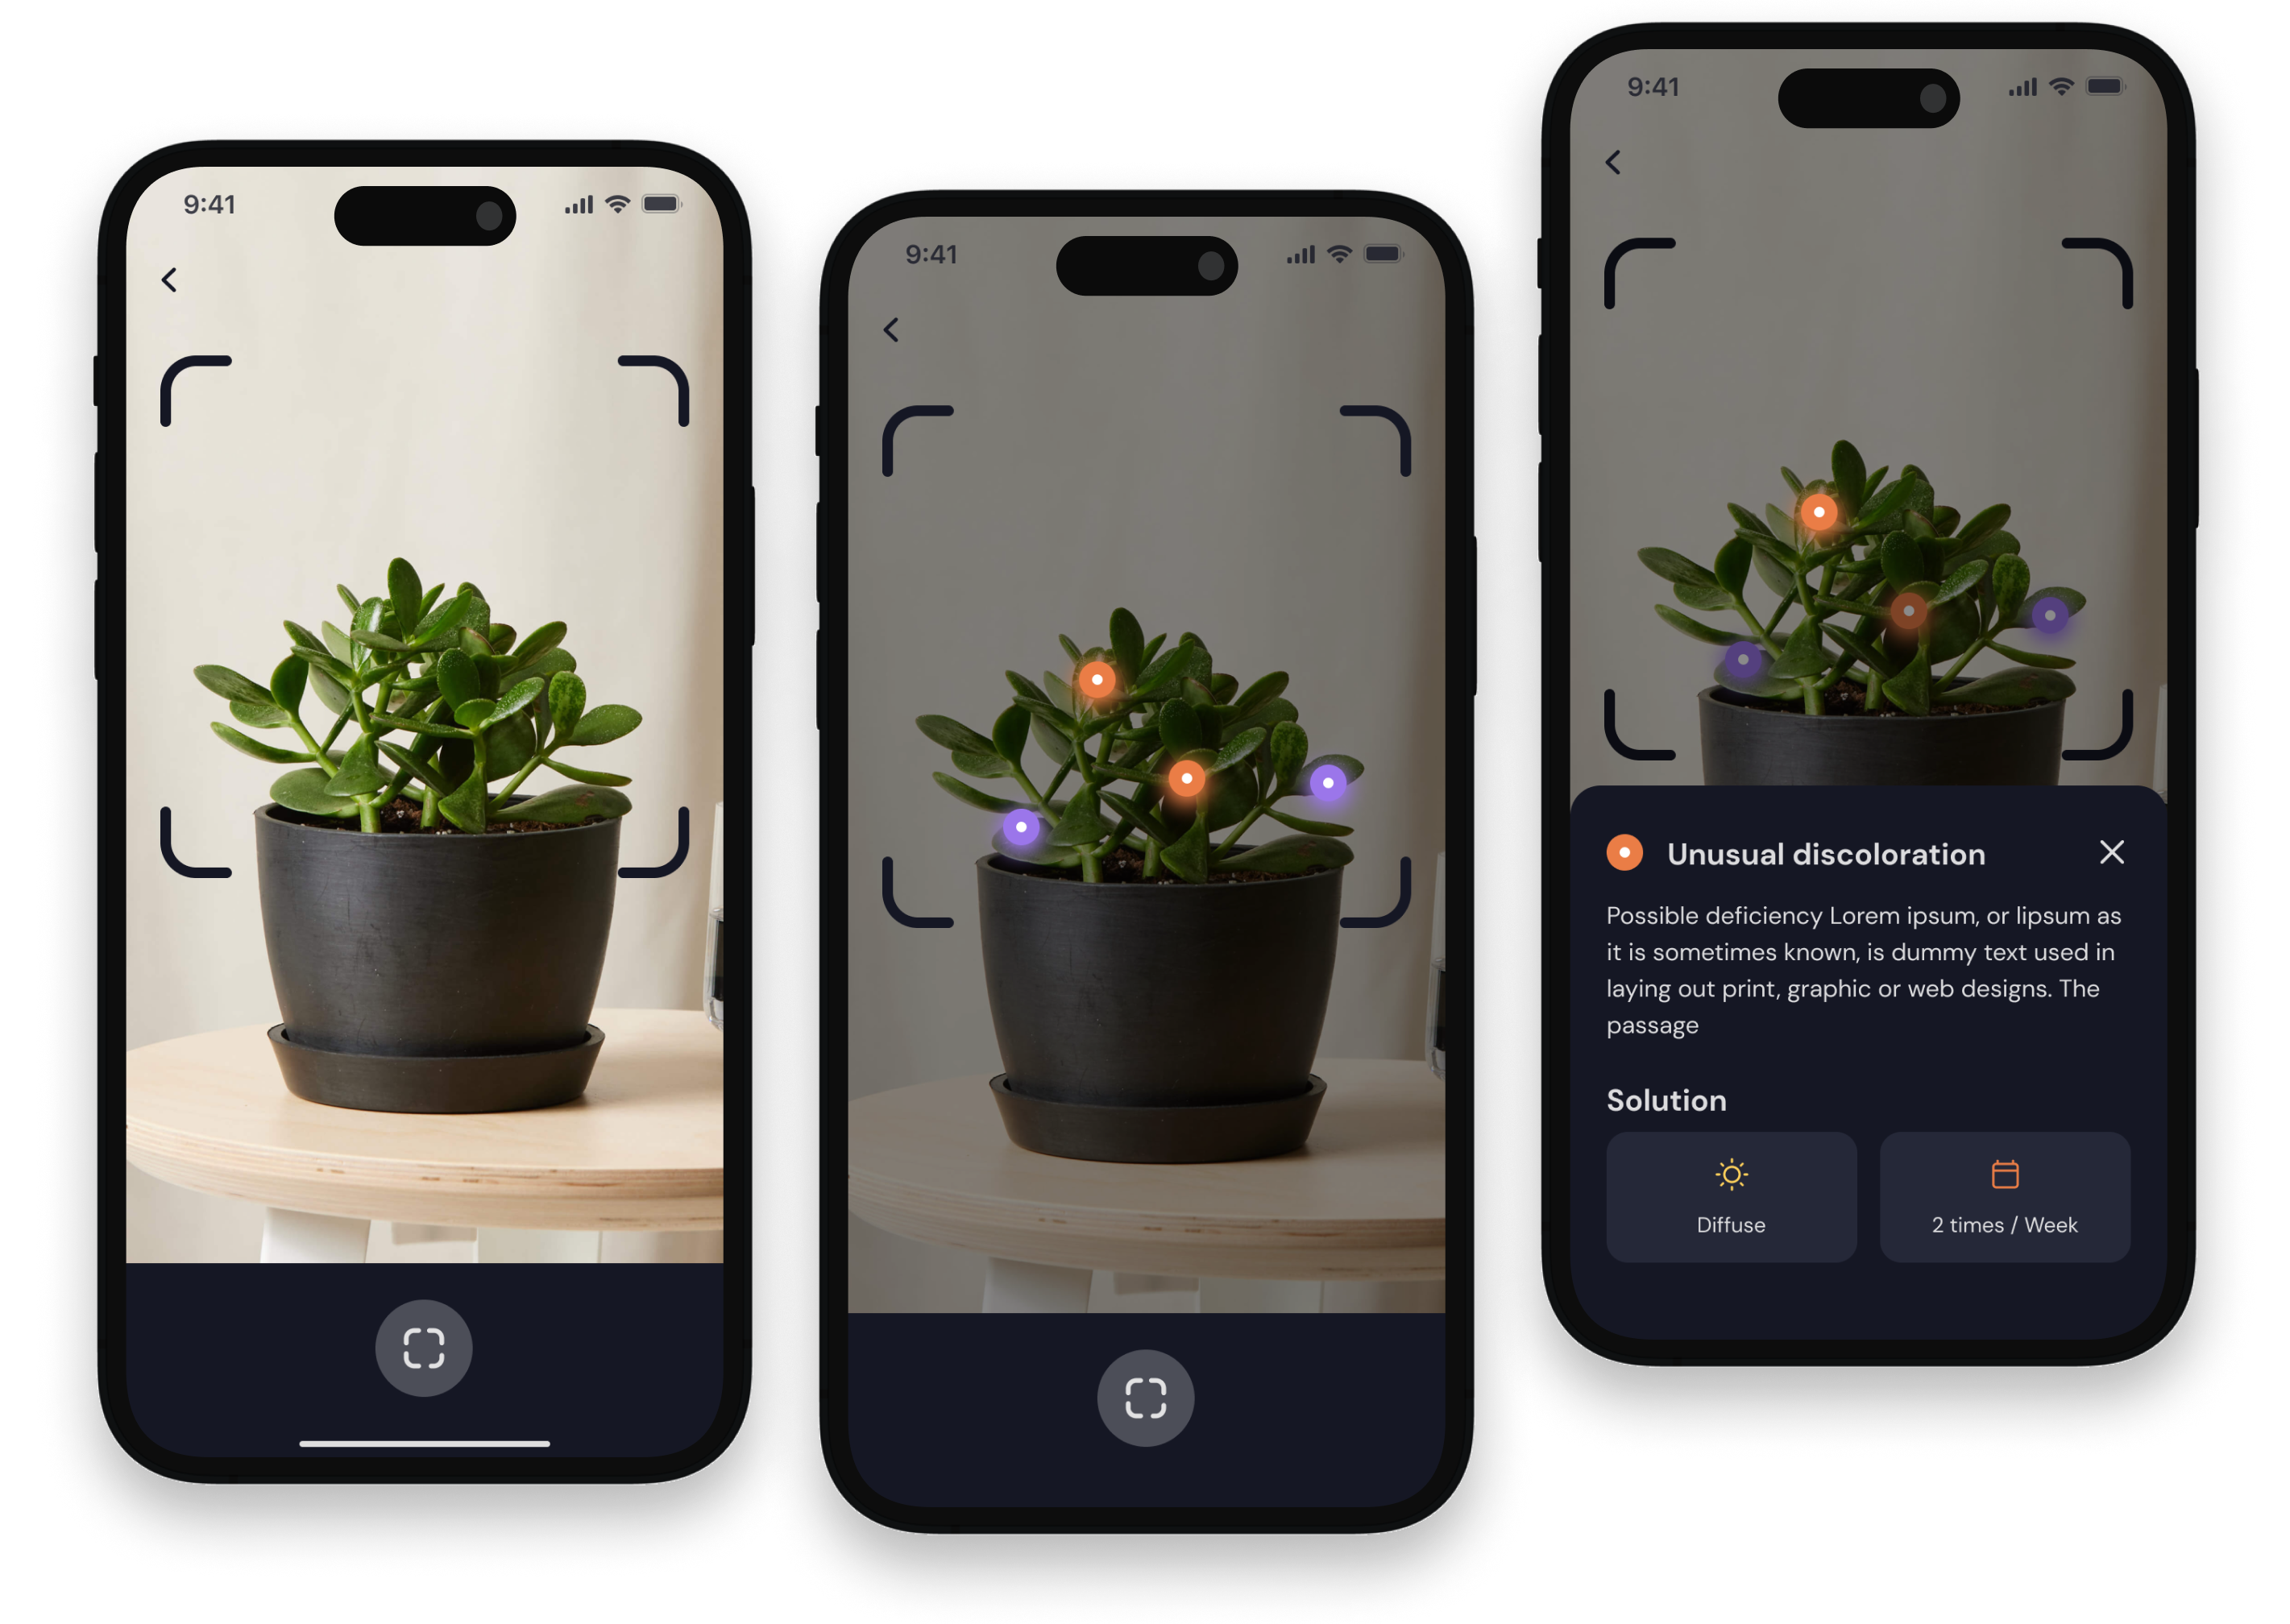 9:41
9:41
9:41
Unusual discoloration
Possible deficiency Lorem ipsum, or lipsum as
it is sometimes known, is dummy text used in
laying out print, graphic or web designs. The
passage
Solution
Diffuse
2 times / Week